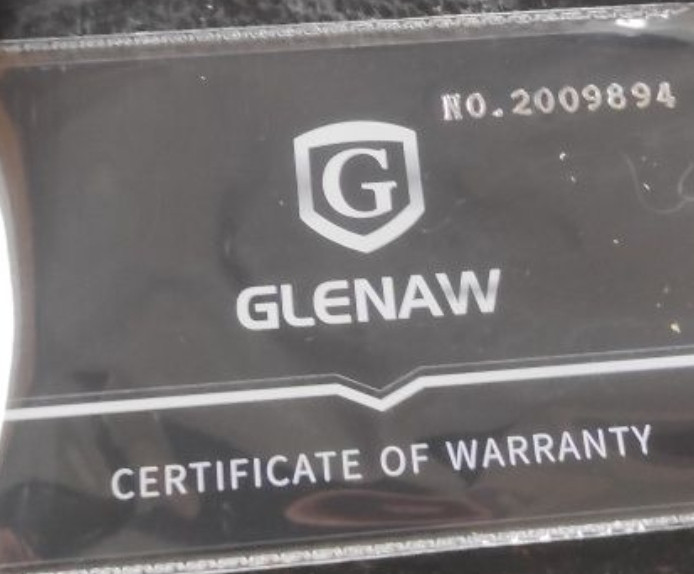 NO.2009894
G
GLENAW
CERTIFICATE OF WARRANTY